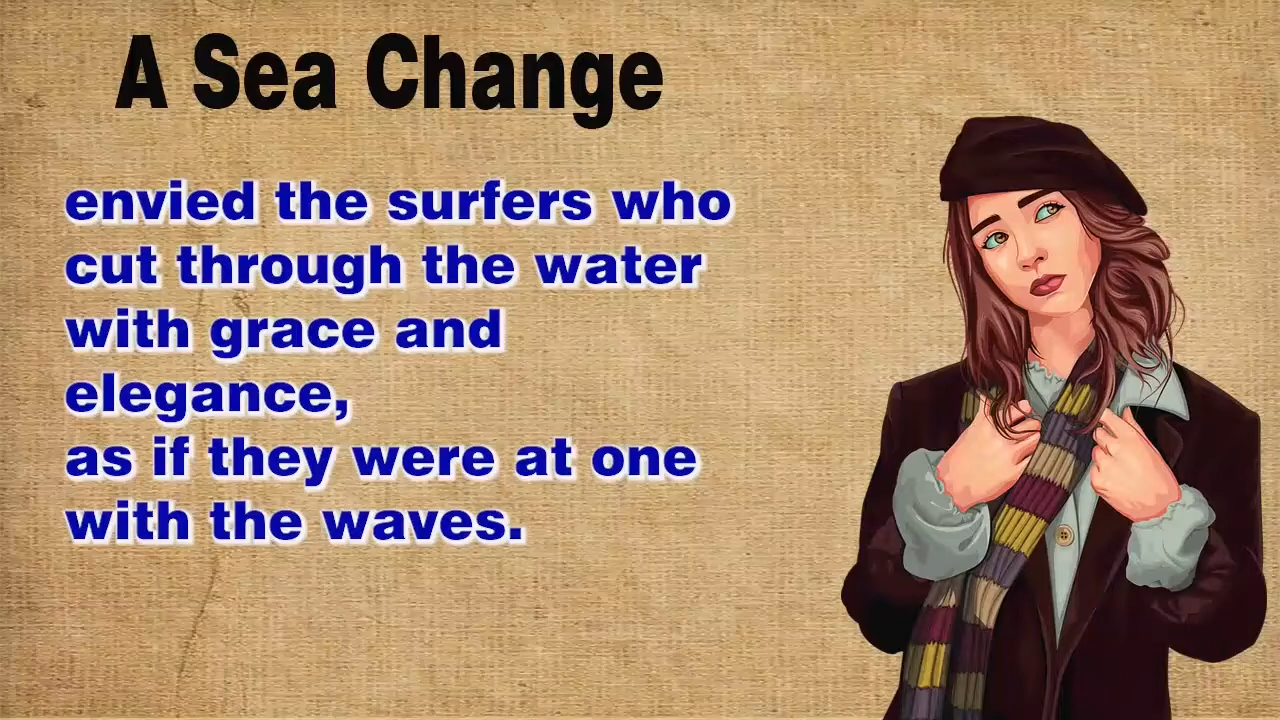 A Sea Change
envied the surfers who
cut through the water
with grace and
elegance,
as if they were at one
with the waves.